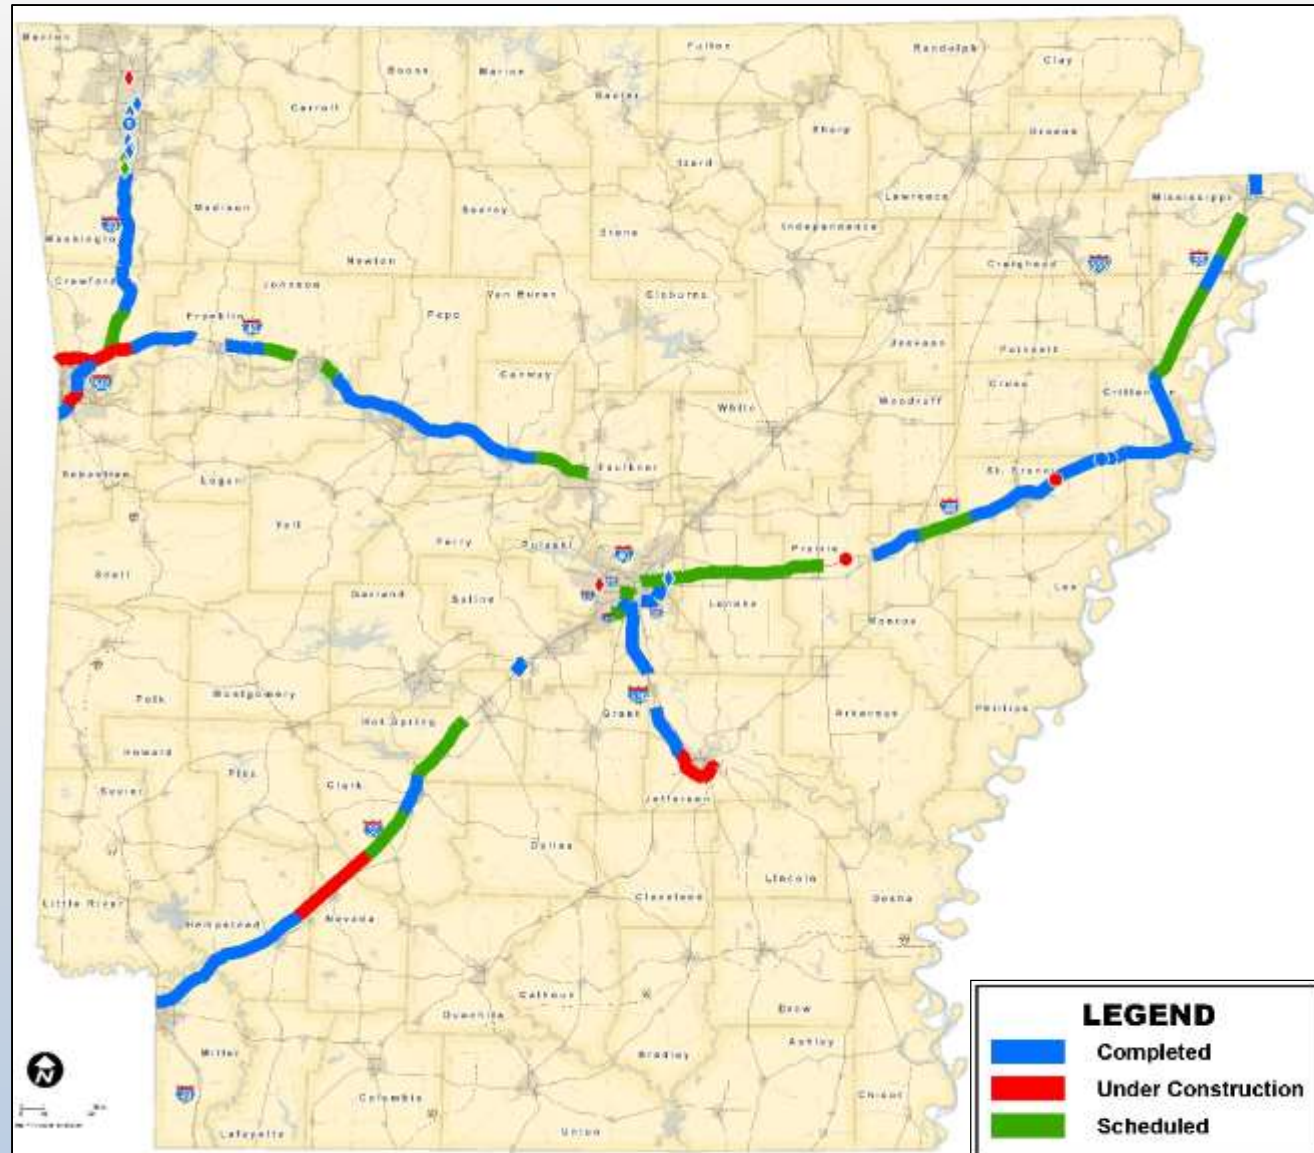 Fulton
Randolph
Clay
Boone
Marion
Baxter
Carroll
Sharp
Greene
Izard
Lawrence
Mississippi
Madison
Searcy
Stone
Independence
Washington
Newton
Craighead
Crawford
Johnson
Franklin
Van Buren
Cleburne
Pope
Jackson
Poinsett
Conway
Cross
Crittenden
White
Woodruff
Sebastian
Logan
Faulkner
St. Francis
Yell
Perry
Pulaski
Prairie
Scott
Garland
Saline
Lonoke
Lee
Monroe
Polk
Montgomery
Hot Spring
Grant
Arkansas
Phillips
Howard
Pike
Sevier
Clark
Jefferson
Dallas
Lincoln
Little River
Hempstead
Nevada
Cleveland
Desha
Calhoun
Ouachita
Drew
Miller
Bradley
Ashley
Columbia
Chicot
Lafayette
Union
N
LEGEND
Completed
Under Construction
Scheduled